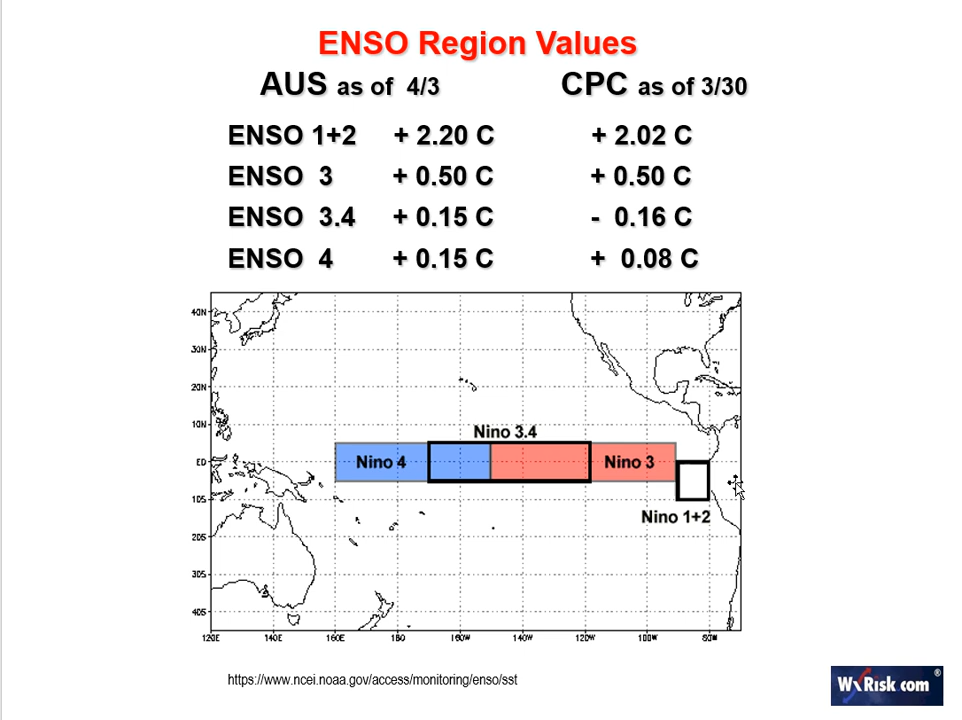 ENSO Region Values
AUS as of 4/3 CPC as of 3/30
ENSO 1+2 + 2.20 C + 2.02 C
ENSO 3 + 0.50 C + 0.50 C
ENSO 3.4 + 0.15 C - 0.16 C
ENSO 4 + 0.15 C + 0.08 C
40N
30N
20N
10N
Nino 3.4
EQ Nino 4 Nino 3
10S
Nino 1+2
20S
30S
40S
120E 140E 160E 180 160W 140W 120W 100W 80W
https://www.ncei.noaa.gov/access/monitoring/enso/sst
WxRisk.com®